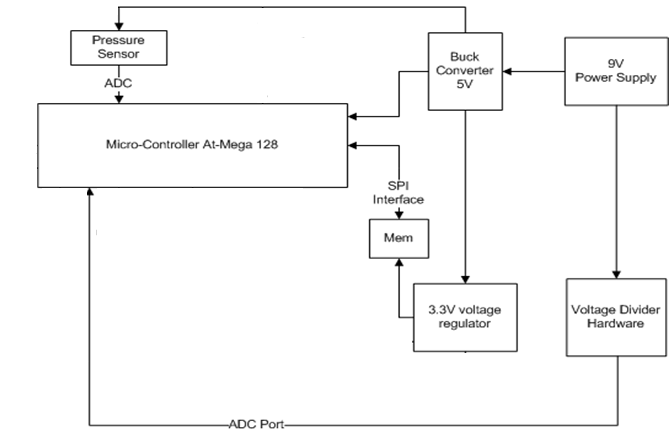 Pressure
Sensor
ADC
Buck
Converter
5V
9V
Power Supply
Micro-Controller At-Mega 128
SPI
Interface
Mem
3.3V voltage
regulator
Voltage Divider
Hardware
ADC Port